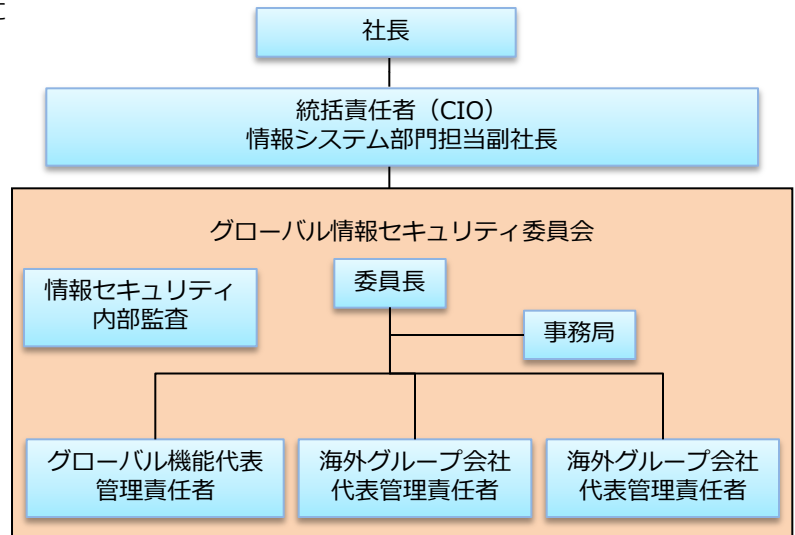 た
社長
統括責任者（CIO）
情報システム部門担当副社長
グローバル情報セキュリティ委員会
情報セキュリティ
内部監査
委員長
事務局
グローバル機能代表
管理責任者
海外グループ会社
代表管理責任者
海外グループ会社
代表管理責任者